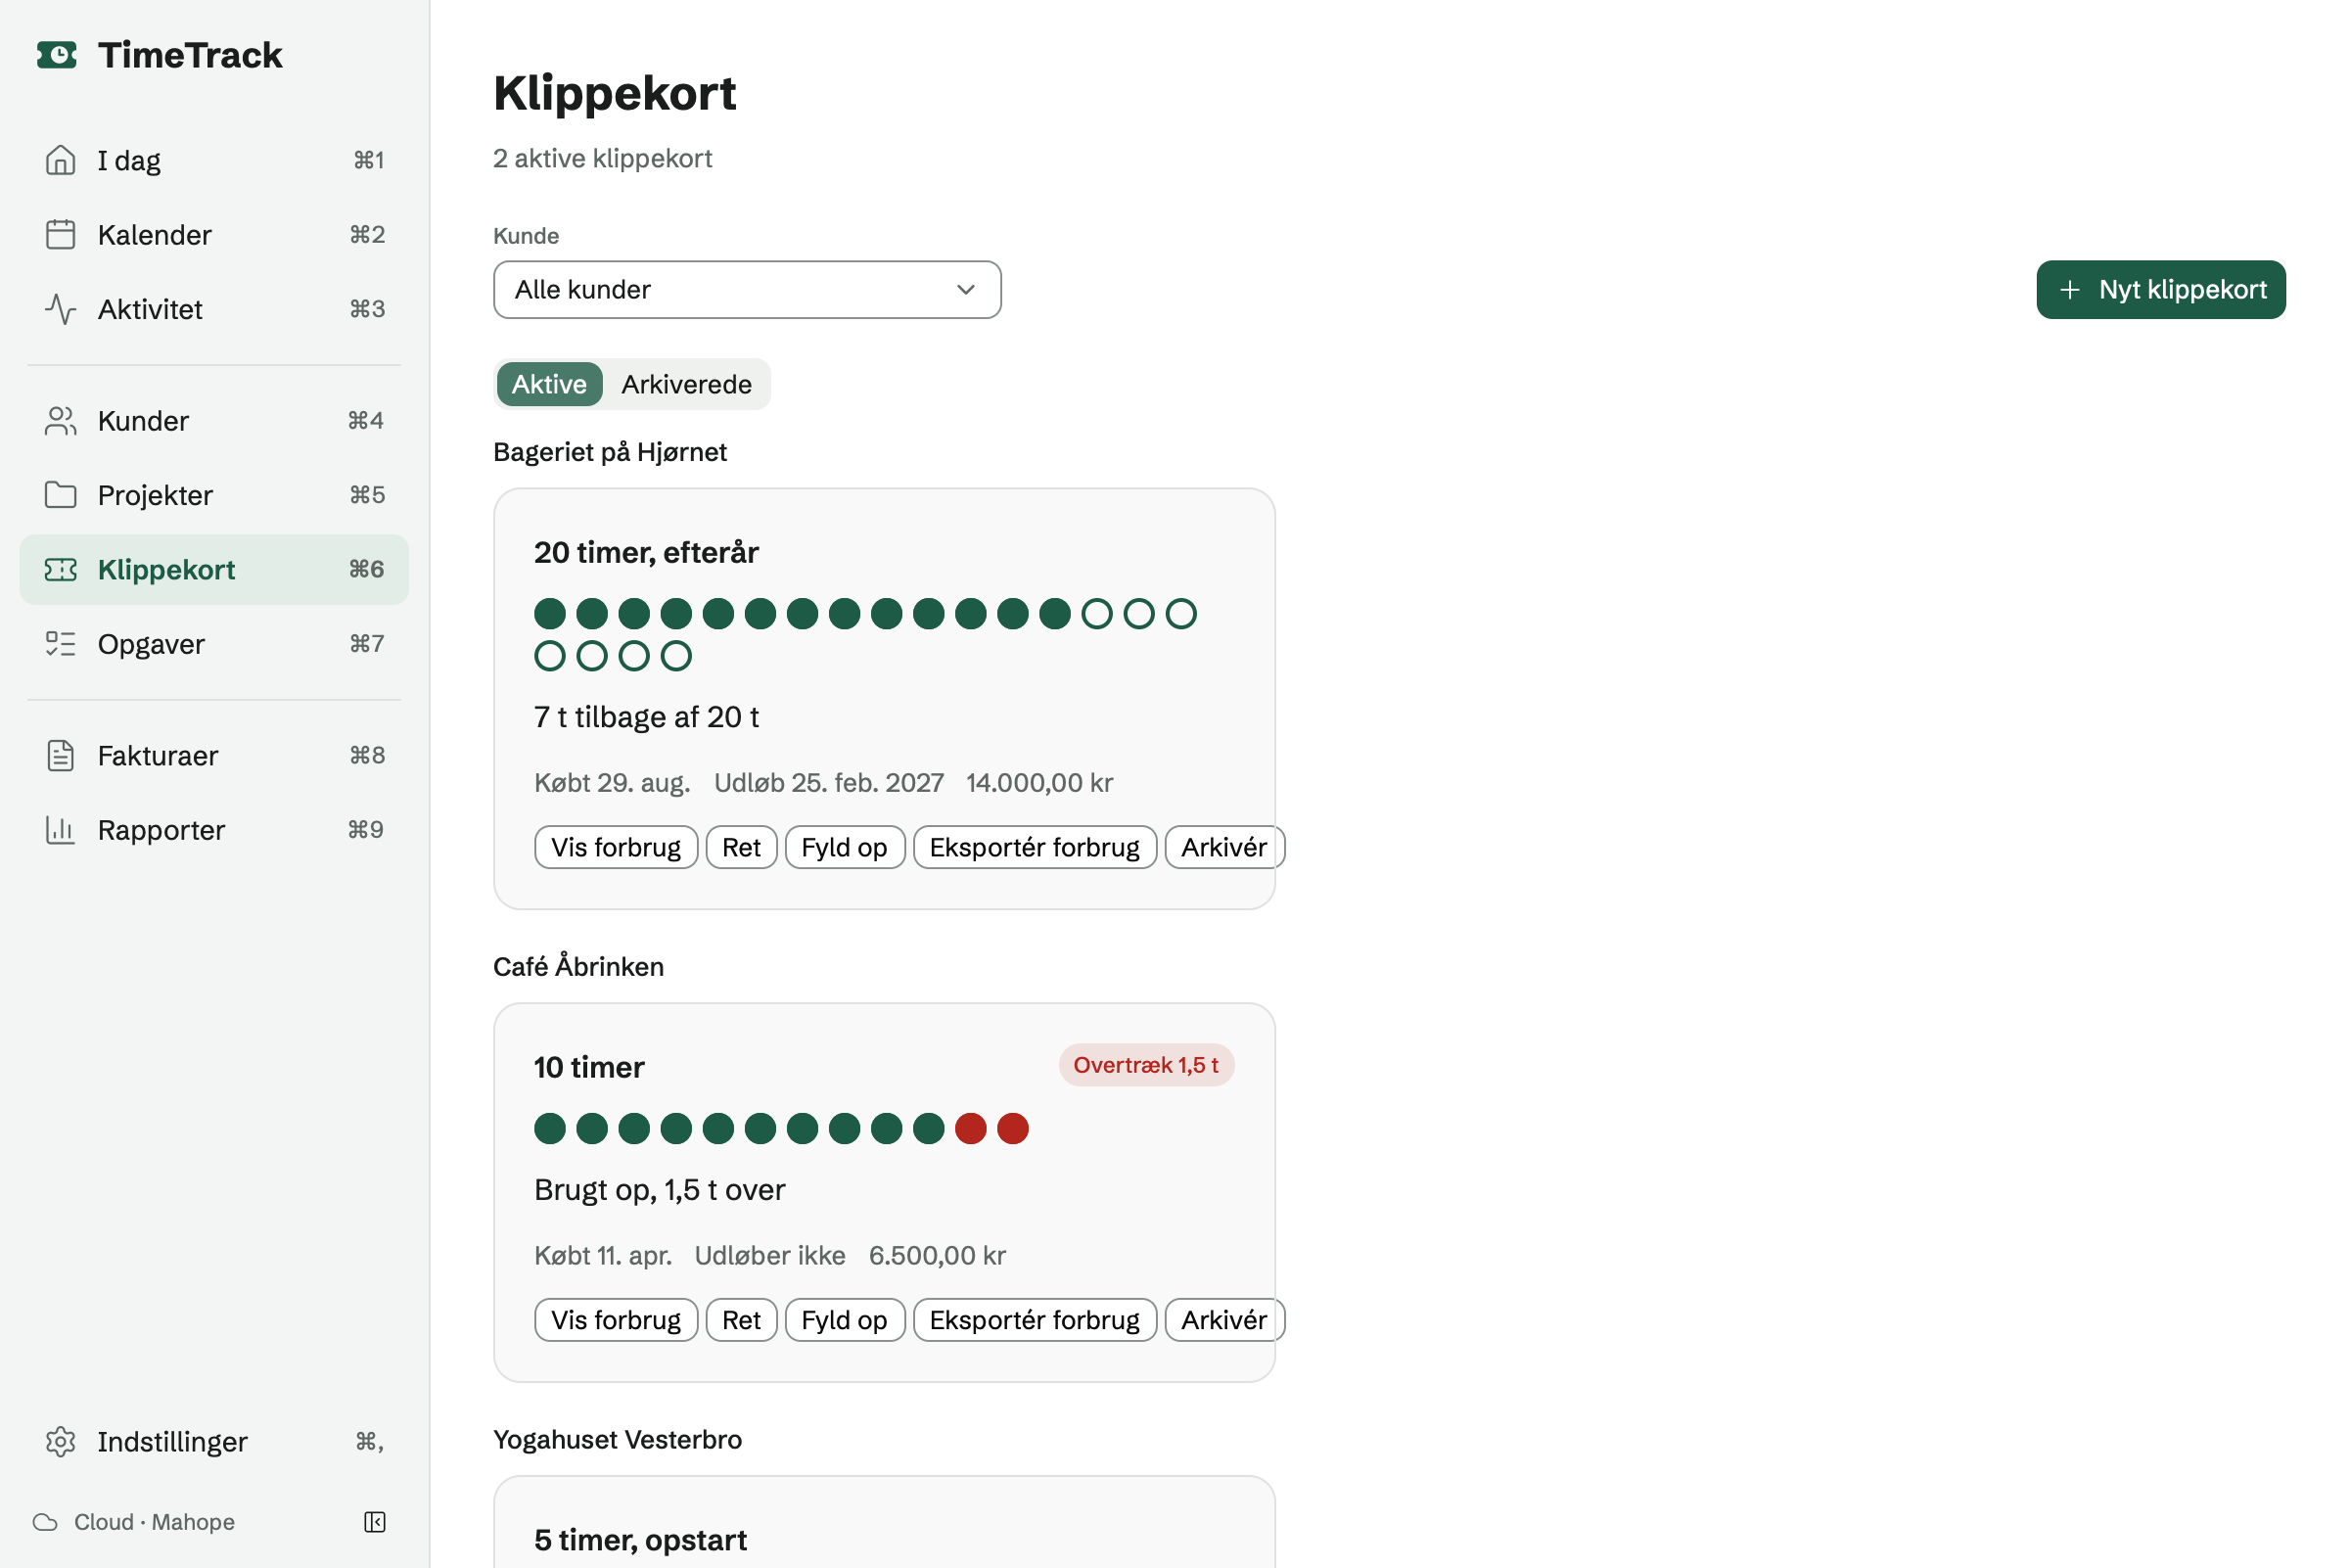 TimeTrack
I dag ⌘1
Kalender ⌘2
Aktivitet ⌘3
Kunder ⌘4
Projekter ⌘5
Klippekort ⌘6
Opgaver ⌘7
Fakturaer ⌘8
Rapporter ⌘9
Indstillinger ⌘,
Cloud · Mahope
Klippekort
2 aktive klippekort
Kunde
Alle kunder
Nyt klippekort
Aktive Arkiverede
Bageriet på Hjørnet
20 timer, efterår
7 t tilbage af 20 t
Købt 29. aug. Udløb 25. feb. 2027 14.000,00 kr
Vis forbrug Ret Fyld op Eksportér forbrug Arkivér
Café Åbrinken
10 timer Overtræk 1,5 t
Brugt op, 1,5 t over
Købt 11. apr. Udløber ikke 6.500,00 kr
Vis forbrug Ret Fyld op Eksportér forbrug Arkivér
Yogahuset Vesterbro
5 timer, opstart